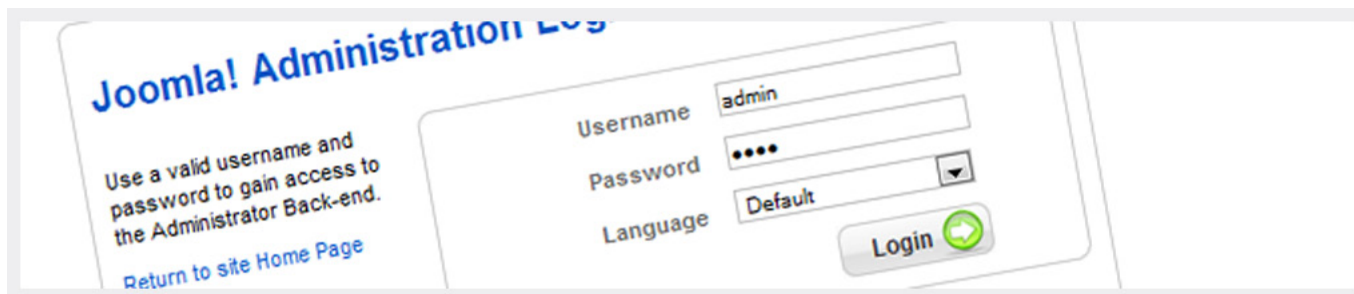 Joomla! Administration Log
Use a valid username and
password to gain access to
the Administrator Back-end.
Return to site Home Page
Username admin
Password ••••
Language Default
Login